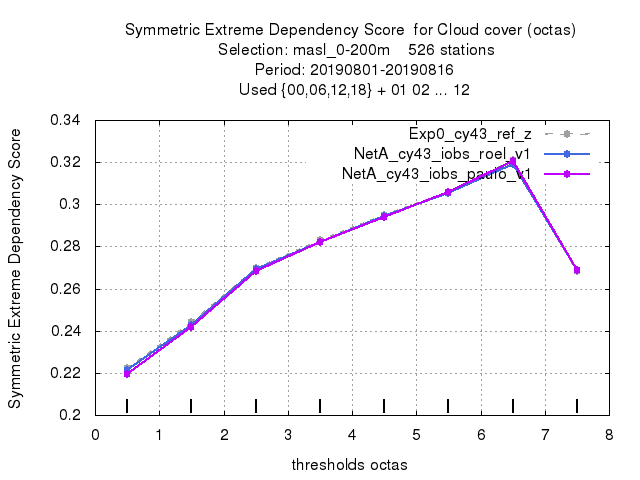 Symmetric Extreme Dependency Score  for Cloud cover (octas)
Selection: masl_0-200m    526 stations
Period: 20190801-20190816
Used {00,06,12,18} + 01 02 ... 12
Exp0_cy43_ref_z
NetA_cy43_iobs_roel_v1
NetA_cy43_iobs_paulo_v1
Symmetric Extreme Dependency Score
0.34
0.32
0.3
0.28
0.26
0.24
0.22
0.2
0 1 2 3 4 5 6 7 8
thresholds octas